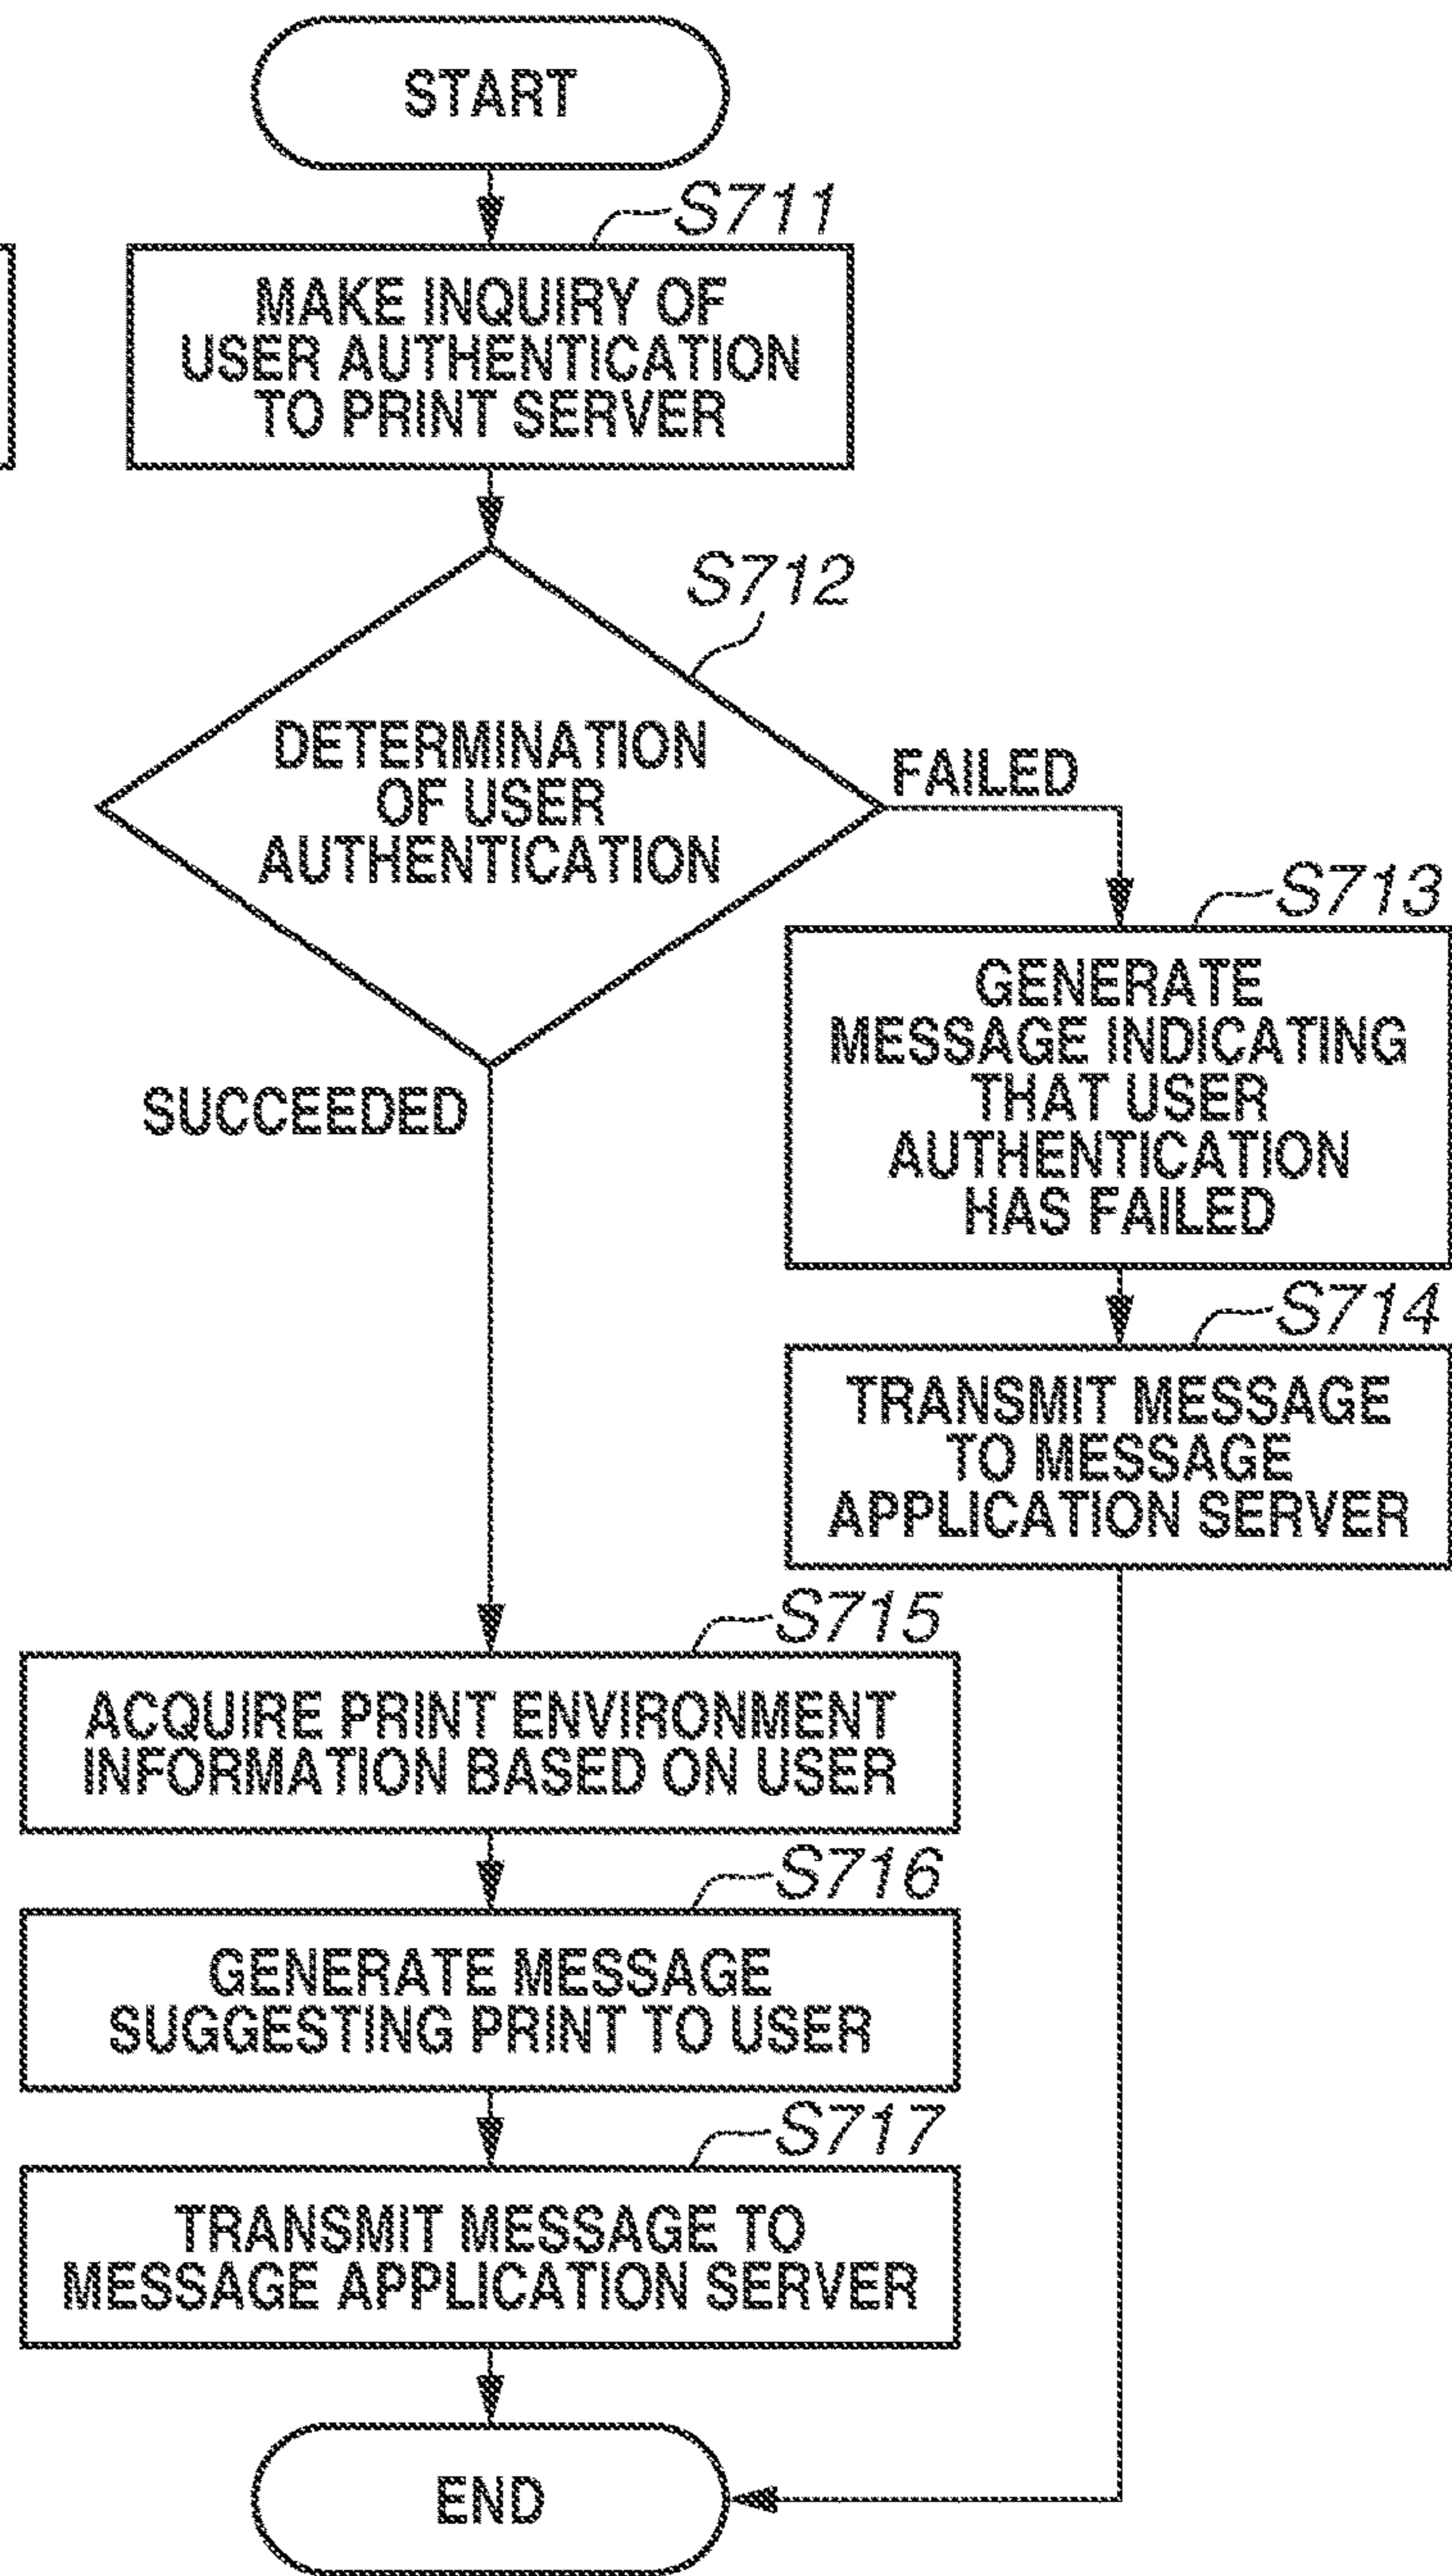 START
S711
MAKE INQUIRY OF
USER AUTHENTICATION
TO PRINT SERVER
S712
DETERMINATION
OF USER
AUTHENTICATION
FAILED
SUCCEEDED
S713
GENERATE
MESSAGE INDICATING
THAT USER
AUTHENTICATION
HAS FAILED
S714
TRANSMIT MESSAGE
TO MESSAGE
APPLICATION SERVER
S715
ACQUIRE PRINT ENVIRONMENT
INFORMATION BASED ON USER
S716
GENERATE MESSAGE
SUGGESTING PRINT TO USER
S717
TRANSMIT MESSAGE TO
MESSAGE APPLICATION SERVER
END